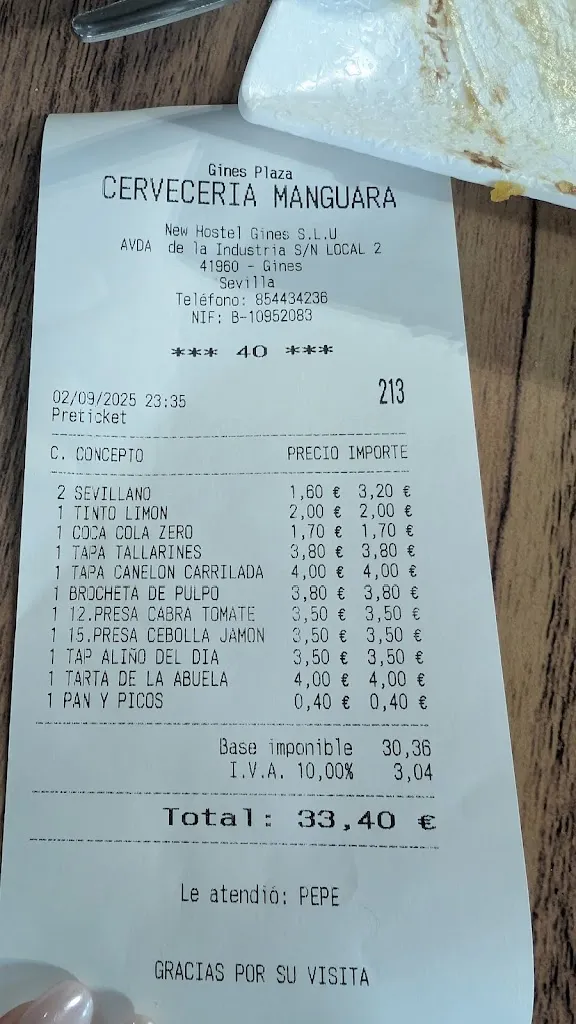 Gines Plaza
CERVECERIA MANGUARA
New Hostel Gines S.L.U
AVDA de la Industria S/N LOCAL 2
41960 - Gines
Sevilla
Teléfono: 854434236
NIF: B-10952083
*** 40 ***
02/09/2025 23:35 213
Preticket
C. CONCEPTO PRECIO IMPORTE
2 SEVILLANO 1,60 € 3,20 €
1 TINTO LIMON 2,00 € 2,00 €
1 COCA COLA ZERO 1,70 € 1,70 €
1 TAPA TALLARINES 3,80 € 3,80 €
1 TAPA CANELON CARRILADA 4,00 € 4,00 €
1 BROCHETA DE PULPO 3,80 € 3,80 €
1 12.PRESA CABRA TOMATE 3,50 € 3,50 €
1 15.PRESA CEBOLLA JAMON 3,50 € 3,50 €
1 TAP ALIÑO DEL DIA 3,50 € 3,50 €
1 TARTA DE LA ABUELA 4,00 € 4,00 €
1 PAN Y PICOS 0,40 € 0,40 €
Base imponible 30,36
I.V.A. 10,00% 3,04
Total: 33,40 €
Le atendió: PEPE
GRACIAS POR SU VISITA